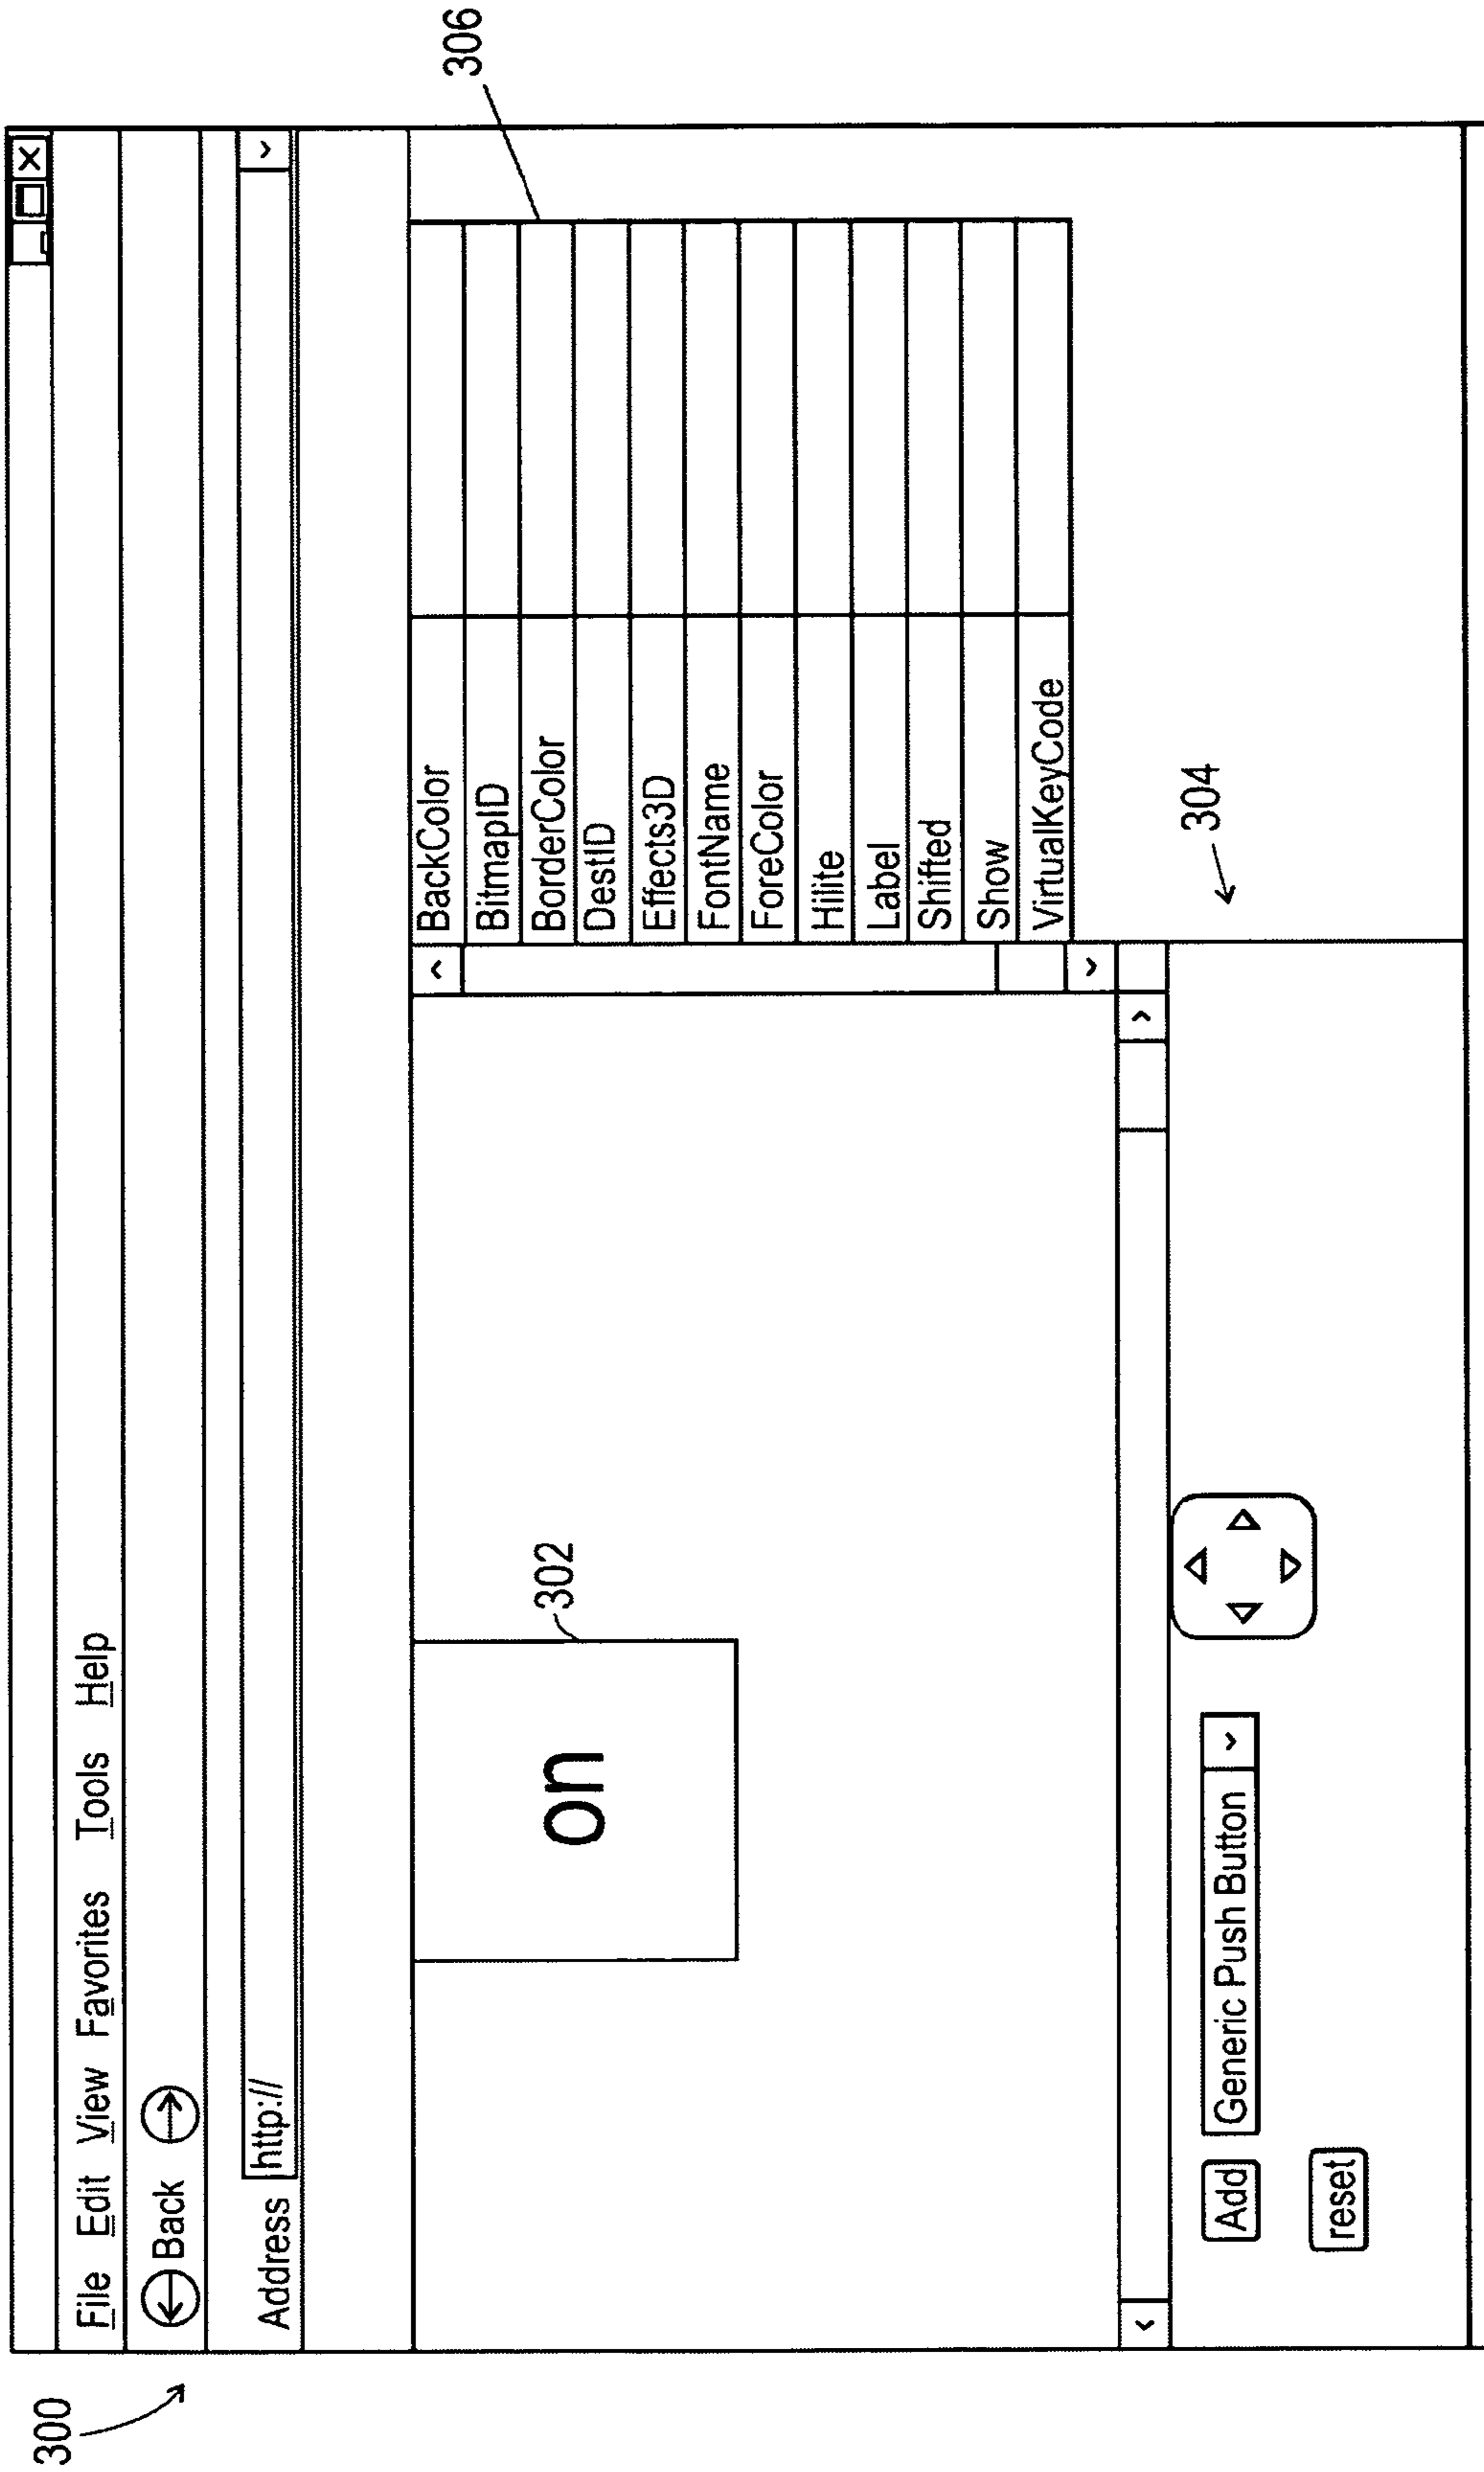 300
File Edit View Favorites Tools Help
Back
Address http://
306
302
on
BackColor
BitmapID
BorderColor
DestID
Effects3D
FontName
ForeColor
Hilite
Label
Shifted
Show
VirtualKeyCode
304
Add Generic Push Button
reset